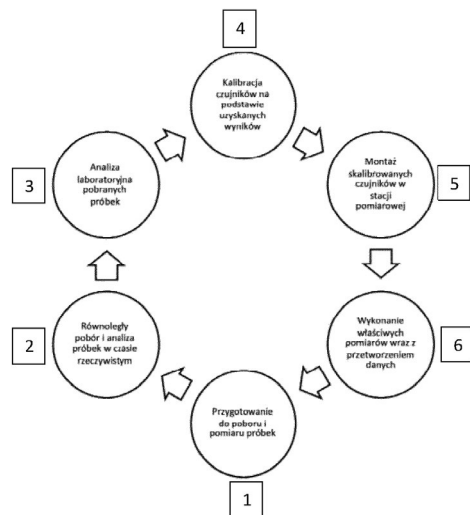 4
Kalibracja
czujników na
podstawie
uzyskanych
wyników
3
Analiza
laboratoryjna
pobranych
próbek
Montaż
skalibrowanych
czujników w
stacji
pomiarowej
5
2
Równoległy
pobór i analiza
próbek w czasie
rzeczywistym
Wykonanie
właściwych
pomiarów wraz z
przetworzeniem
danych
6
Przygotowanie
do poboru i
pomiaru próbek
1